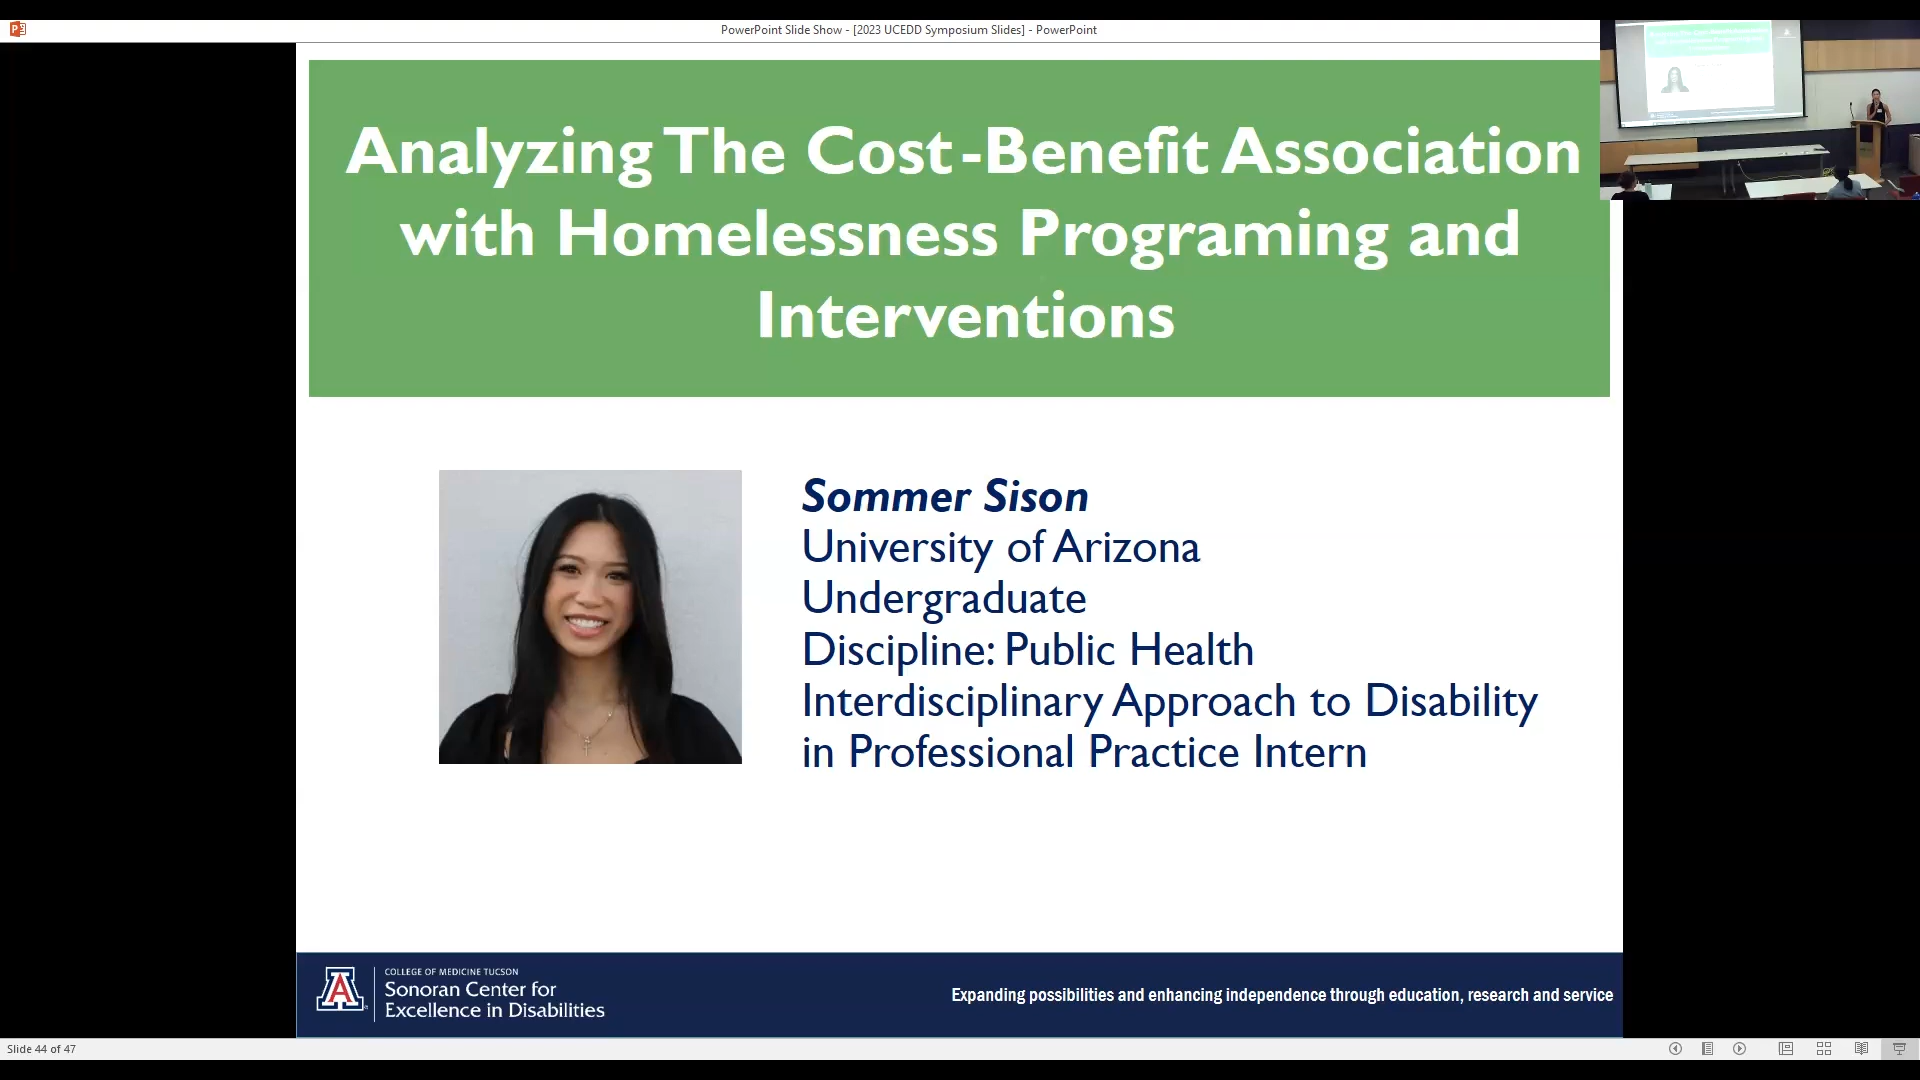 PowerPoint Slide Show - [2023 UCEDD Symposium Slides] - PowerPoint
Analyzing The Cost-Benefit Association
with Homelessness Programing and
Interventions
Sommer Sison
University of Arizona
Undergraduate
Discipline: Public Health
Interdisciplinary Approach to Disability
in Professional Practice Intern
A
COLLEGE OF MEDICINE TUCSON
Sonoran Center for
Excellence in Disabilities
Expanding possibilities and enhancing independence through education, research and service
Slide 44 of 47